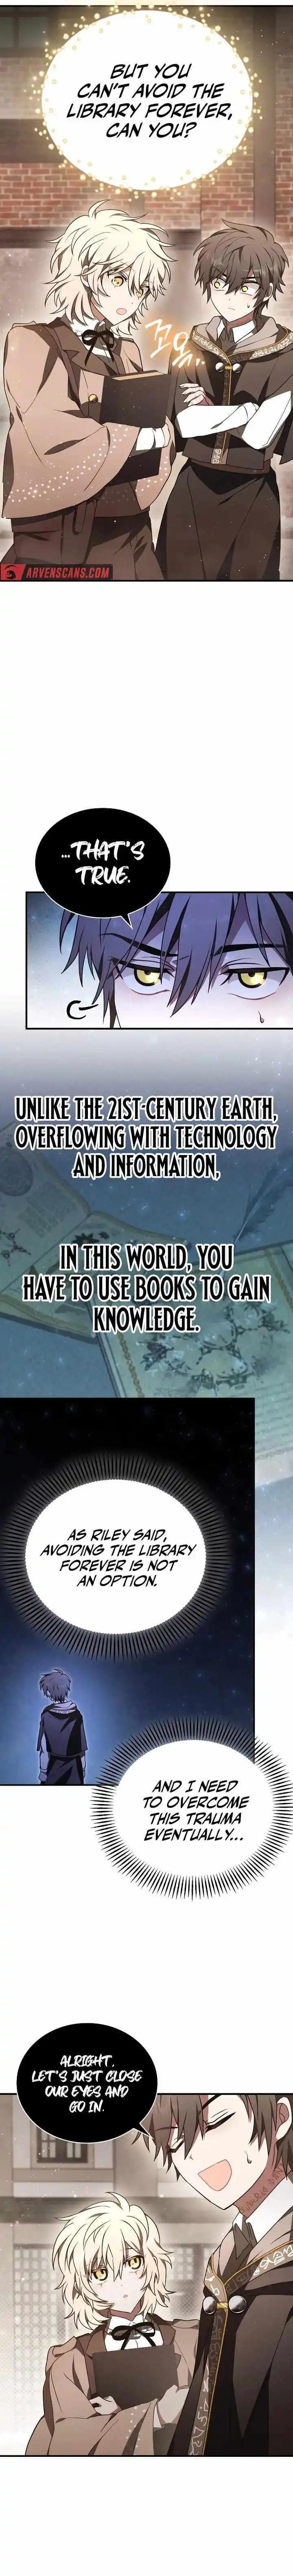 BUT YOU
CAN'T AVOID THE
LIBRARY FOREVER,
CAN YOU?
꼬옥..
ARVENSCANS.COM
...THAT'S
TRUE.
UNLIKE THE 21ST-CENTURY EARTH,
OVERFLOWING WITH TECHNOLOGY
AND INFORMATION,
IN THIS WORLD, YOU
HAVE TO USE BOOKS TO GAIN
KNOWLEDGE.
AS RILEY SAID,
AVOIDING THE LIBRARY
FOREVER IS NOT
AN OPTION.
AND I NEED
TO OVERCOME
THIS TRAUMA
EVENTUALLY...
ALRIGHT.
LET'S JUST CLOSE
OUR EYES AND
GO IN.